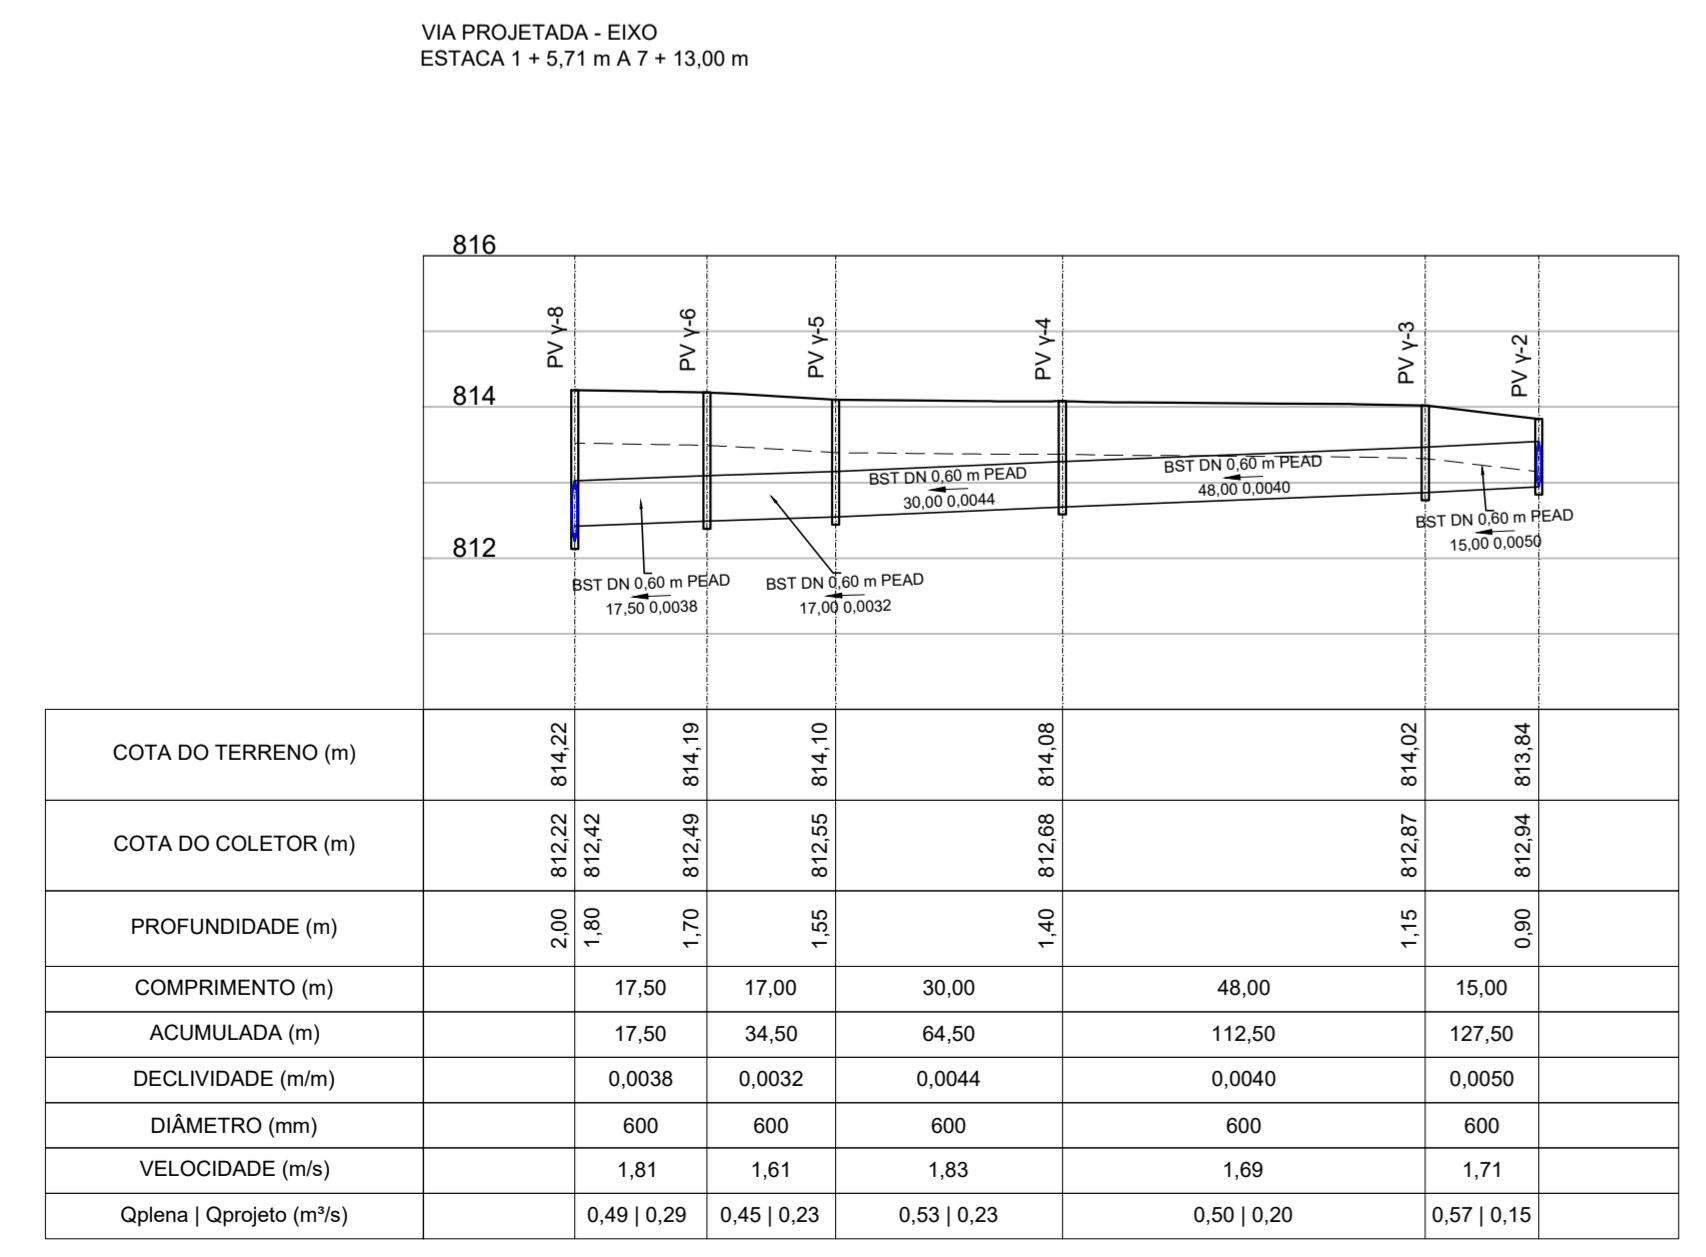 VIA PROJETADA - EIXO
ESTACA 1 + 5,71 m A 7 + 13,00 m
816
814
812
PV γ-8
PV γ-6
PV γ-5
PV γ-4
PV γ-3
PV γ-2
BST DN 0,60 m PEAD
17,50 0,0038
BST DN 0,60 m PEAD
17,00 0,0032
BST DN 0,60 m PEAD
30,00 0,0044
BST DN 0,60 m PEAD
48,00 0,0040
BST DN 0,60 m PEAD
15,00 0,0050
COTA DO TERRENO (m) 814,22 814,19 814,10 814,08 814,02 813,84
COTA DO COLETOR (m) 812,22 812,42 812,49 812,55 812,68 812,87 812,94
PROFUNDIDADE (m) 2,00 1,80 1,70 1,55 1,40 1,15 0,90
COMPRIMENTO (m) 17,50 17,00 30,00 48,00 15,00
ACUMULADA (m) 17,50 34,50 64,50 112,50 127,50
DECLIVIDADE (m/m) 0,0038 0,0032 0,0044 0,0040 0,0050
DIÂMETRO (mm) 600 600 600 600 600
VELOCIDADE (m/s) 1,81 1,61 1,83 1,69 1,71
Qplena | Qprojeto (m³/s) 0,49 | 0,29 0,45 | 0,23 0,53 | 0,23 0,50 | 0,20 0,57 | 0,15